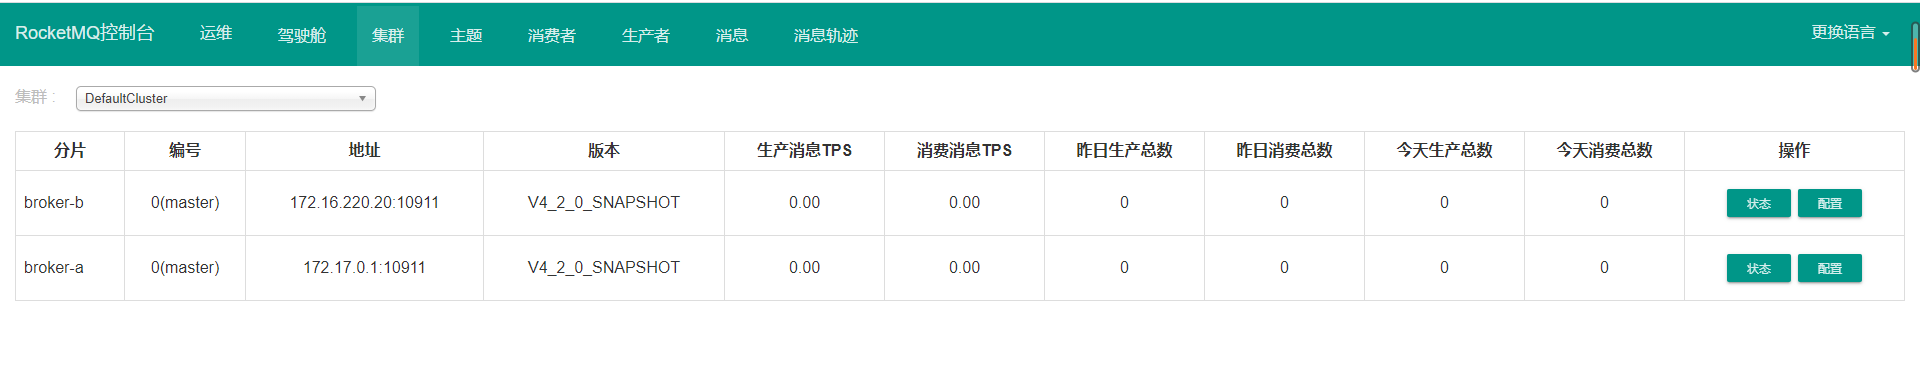 RocketMQ控制台 运维 驾驶舱 集群 主题 消费者 生产者 消息 消息轨迹 更换语言
集群 : DefaultCluster
分片 编号 地址 版本 生产消息TPS 消费消息TPS 昨日生产总数 昨日消费总数 今天生产总数 今天消费总数 操作
broker-b 0(master) 172.16.220.20:10911 V4_2_0_SNAPSHOT 0.00 0.00 0 0 0 0 状态 配置
broker-a 0(master) 172.17.0.1:10911 V4_2_0_SNAPSHOT 0.00 0.00 0 0 0 0 状态 配置